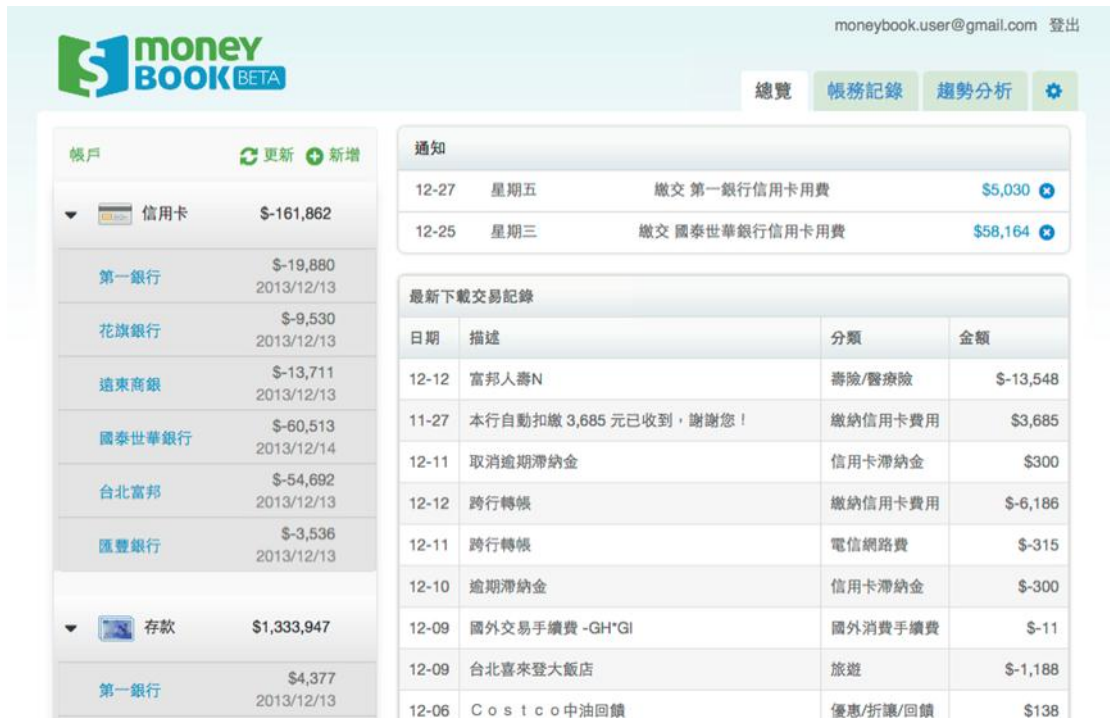 moneybook.user@gmail.com 登出
money
BOOK BETA
總覽 帳務記錄 趨勢分析
帳戶 更新 新增
信用卡 $-161,862
第一銀行 $-19,880
2013/12/13
花旗銀行 $-9,530
2013/12/13
遠東商銀 $-13,711
2013/12/13
國泰世華銀行 $-60,513
2013/12/14
台北富邦 $-54,692
2013/12/13
匯豐銀行 $-3,536
2013/12/13
存款 $1,333,947
第一銀行 $4,377
2013/12/13
通知
12-27 星期五 繳交 第一銀行信用卡用費 $5,030
12-25 星期三 繳交 國泰世華銀行信用卡用費 $58,164
最新下載交易記錄
日期 描述 分類 金額
12-12 富邦人壽N 壽險/醫療險 $-13,548
11-27 本行自動扣繳 3,685 元已收到,謝謝您! 繳納信用卡費用 $3,685
12-11 取消逾期滯納金 信用卡滯納金 $300
12-12 跨行轉帳 繳納信用卡費用 $-6,186
12-11 跨行轉帳 電信網路費 $-315
12-10 逾期滯納金 信用卡滯納金 $-300
12-09 國外交易手續費 -GH*GI 國外消費手續費 $-11
12-09 台北喜來登大飯店 旅遊 $-1,188
12-06 Ｃｏｓｔｃｏ中油回饋 優惠/折讓/回饋 $138